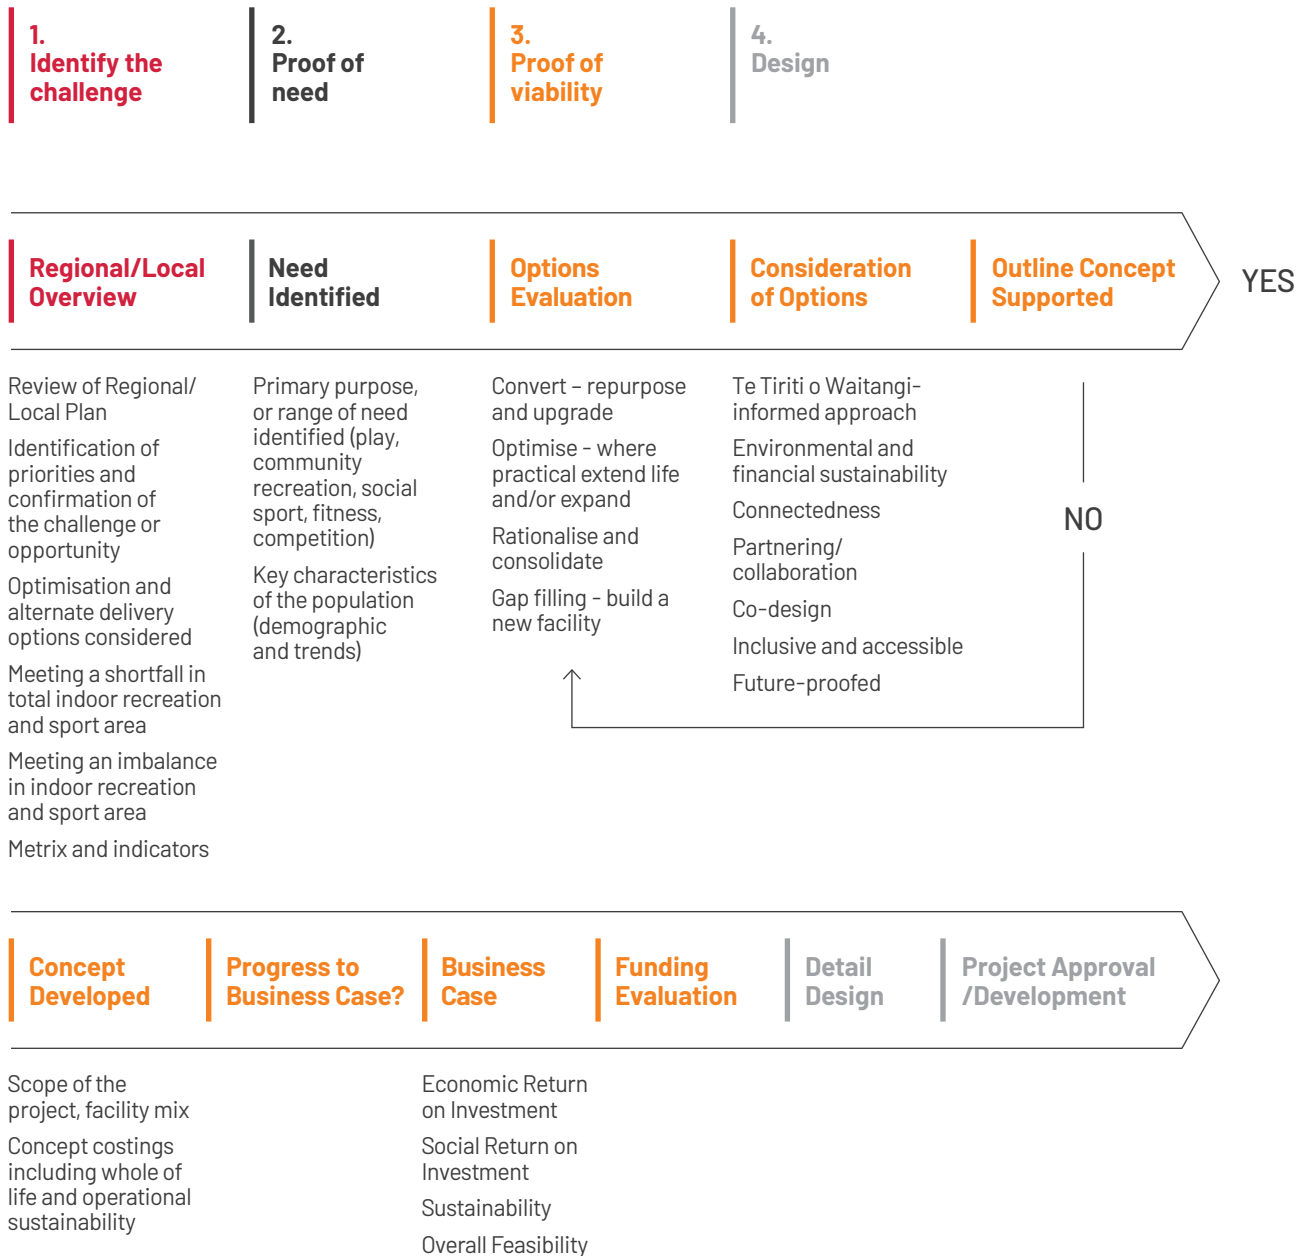 1.
Identify the
challenge
2.
Proof of
need
3.
Proof of
viability
4.
Design
Regional/Local
Overview
Need
Identified
Options
Evaluation
Consideration
of Options
Outline Concept
Supported
YES
Review of Regional/
Local Plan
Identification of
priorities and
confirmation of
the challenge or
opportunity
Optimisation and
alternate delivery
options considered
Meeting a shortfall in
total indoor recreation
and sport area
Meeting an imbalance
in indoor recreation
and sport area
Metrix and indicators
Primary purpose,
or range of need
identified (play,
community
recreation, social
sport, fitness,
competition)
Key characteristics
of the population
(demographic
and trends)
Convert – repurpose
and upgrade
Optimise - where
practical extend life
and/or expand
Rationalise and
consolidate
Gap filling - build a
new facility
Te Tiriti o Waitangi-
informed approach
Environmental and
financial sustainability
Connectedness
Partnering/
collaboration
Co-design
Inclusive and accessible
Future-proofed
NO
Concept
Developed
Progress to
Business Case?
Business
Case
Funding
Evaluation
Detail
Design
Project Approval
/Development
Scope of the
project, facility mix
Concept costings
including whole of
life and operational
sustainability
Economic Return
on Investment
Social Return on
Investment
Sustainability
Overall Feasibility